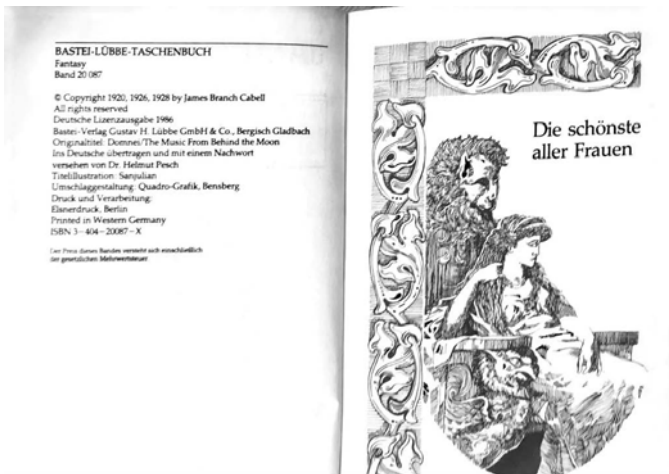 BASTEI-LÜBBE-TASCHENBUCH
Fantasy
Band 20 087
© Copyright 1920, 1926, 1928 by James Branch Cabell
All rights reserved
Deutsche Lizenzausgabe 1986
Bastei-Verlag Gustav H. Lübbe GmbH & Co., Bergisch Gladbach
Originaltitel: Domnei/The Music From Behind the Moon
Ins Deutsche übertragen und mit einem Nachwort
versehen von Dr. Helmut Pesch
Titelillustration: Sanjulian
Umschlaggestaltung: Quadro-Grafik, Bensberg
Druck und Verarbeitung:
Elsnerdruck, Berlin
Printed in Western Germany
ISBN 3-404-20087-X
Der Preis dieses Bandes versteht sich einschließlich
der gesetzlichen Mehrwertsteuer
Die schönste
aller Frauen